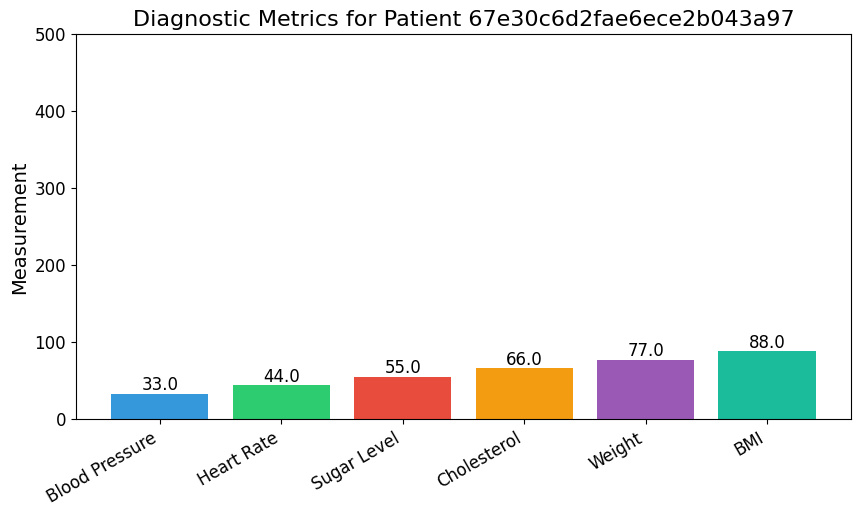 Diagnostic Metrics for Patient 67e30c6d2fae6ece2b043a97
Measurement
500
400
300
200
100
0
33.0
44.0
55.0
66.0
77.0
88.0
Blood Pressure
Heart Rate
Sugar Level
Cholesterol
Weight
BMI